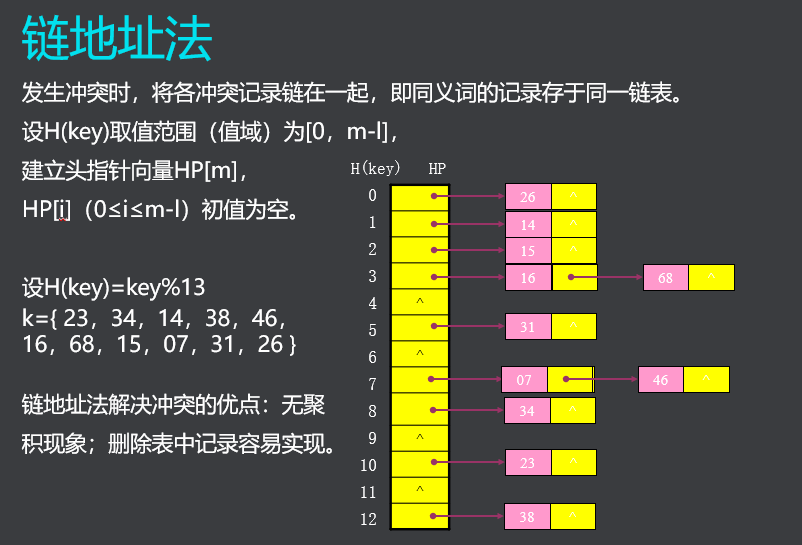 链地址法
发生冲突时，将各冲突记录链在一起，即同义词的记录存于同一链表。
设H(key)取值范围（值域）为[0，m-l]，
建立头指针向量HP[m]，
HP[i]（0≤i≤m-l）初值为空。
设H(key)=key%13
k={ 23，34，14，38，46，
16，68，15，07，31，26 }
链地址法解决冲突的优点：无聚
积现象；删除表中记录容易实现。
H(key) HP
0 26 ^
1 14 ^
2 15 ^
3 16 68 ^
4 ^
5 31 ^
6 ^
7 07 46 ^
8 34 ^
9 ^
10 23 ^
11 ^
12 38 ^